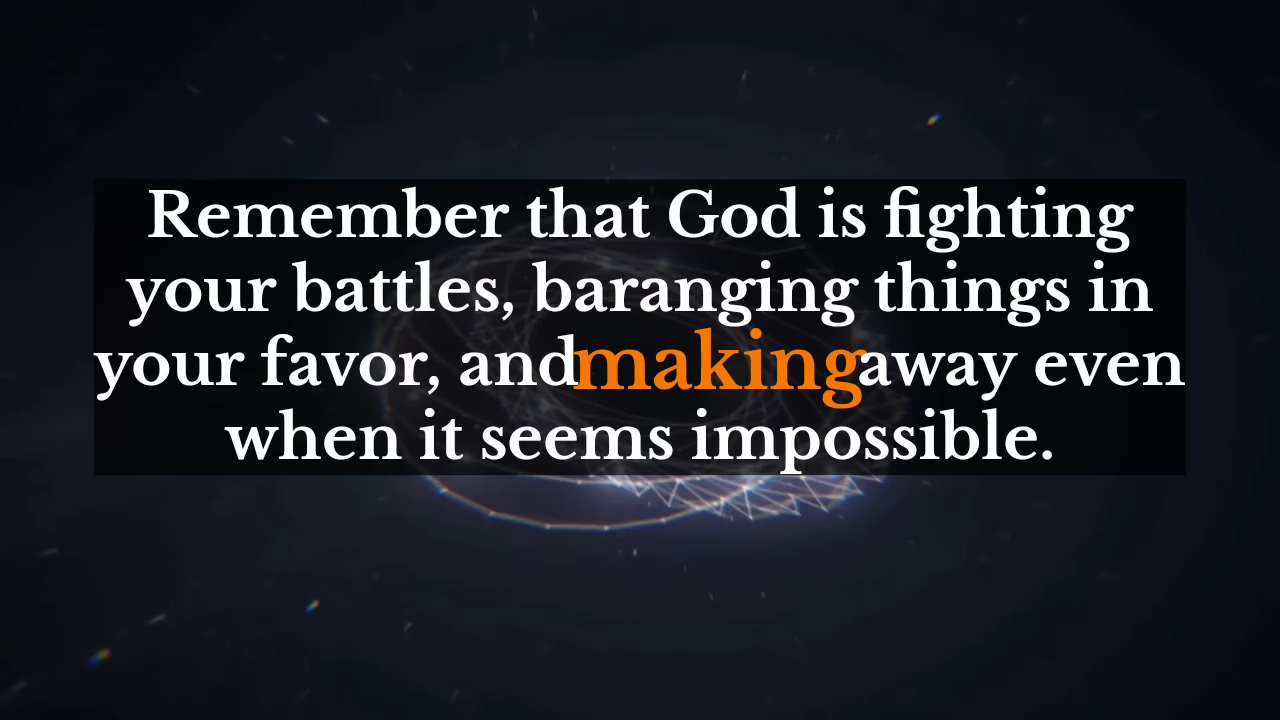 Remember that God is fighting
your battles, baranging things in
your favor, and making away even
when it seems impossible.